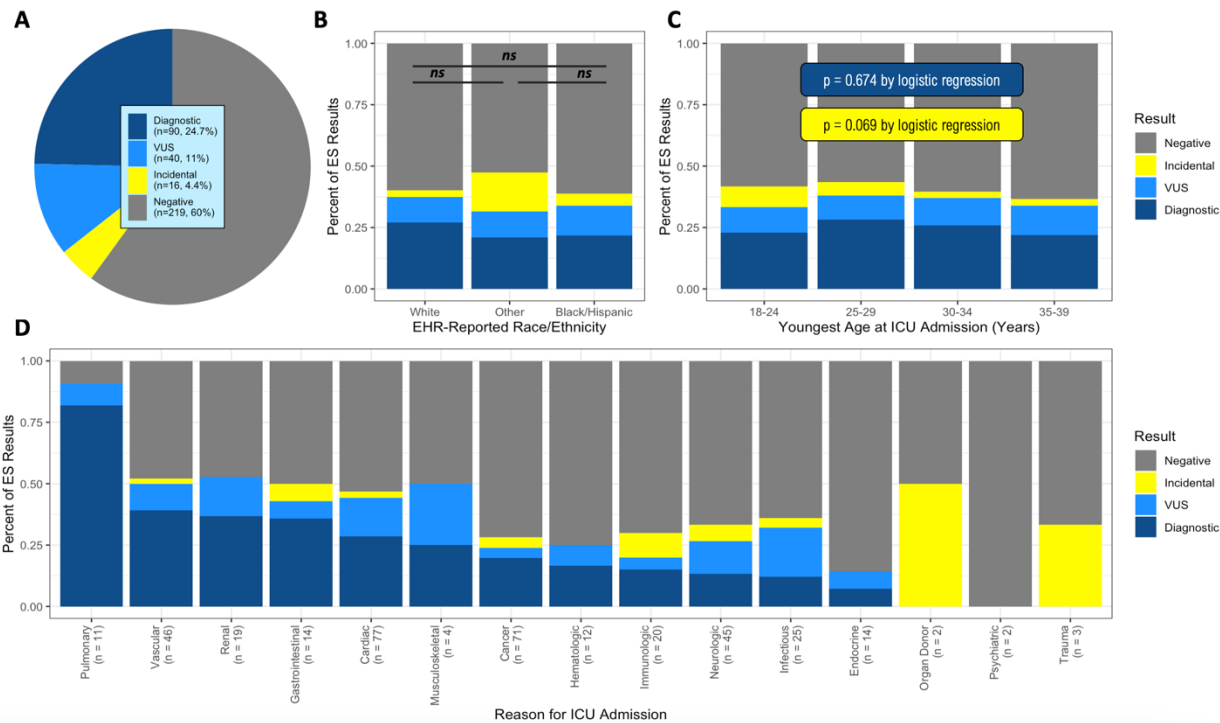 A
Diagnostic
(n=90, 24.7%)
VUS
(n=40, 11%)
Incidental
(n=16, 4.4%)
Negative
(n=219, 60%)
B
Percent of ES Results
1.00
0.75
0.50
0.25
0.00
ns
ns
ns
White
Other
Black/Hispanic
EHR-Reported Race/Ethnicity
C
Percent of ES Results
1.00
0.75
0.50
0.25
0.00
p = 0.674 by logistic regression
p = 0.069 by logistic regression
18-24
25-29
30-34
35-39
Youngest Age at ICU Admission (Years)
Result
Negative
Incidental
VUS
Diagnostic
D
Percent of ES Results
1.00
0.75
0.50
0.25
0.00
Pulmonary
(n = 11)
Vascular
(n = 46)
Renal
(n = 19)
Gastrointestinal
(n = 14)
Cardiac
(n = 77)
Musculoskeletal
(n = 4)
Cancer
(n = 71)
Hematologic
(n = 12)
Immunologic
(n = 20)
Neurologic
(n = 45)
Infectious
(n = 25)
Endocrine
(n = 14)
Organ Donor
(n = 2)
Psychiatric
(n = 2)
Trauma
(n = 3)
Reason for ICU Admission
Result
Negative
Incidental
VUS
Diagnostic